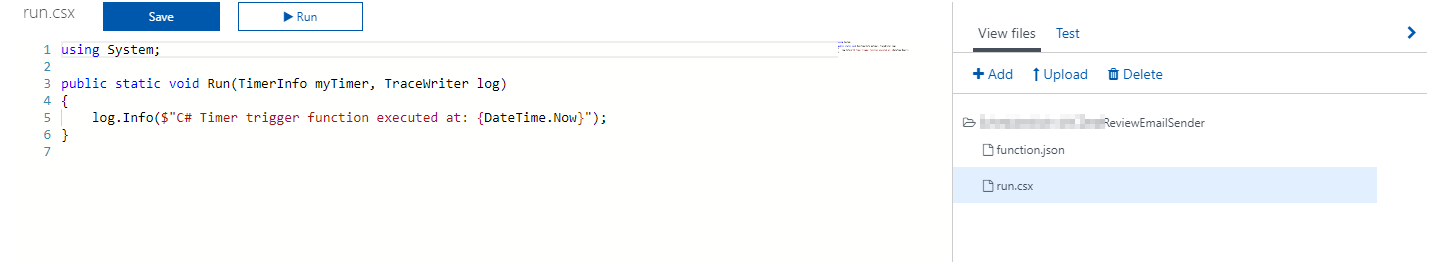 run.csx Save Run
1 using System;
2
3 public static void Run(TimerInfo myTimer, TraceWriter log)
4 {
5 log.Info($"C# Timer trigger function executed at: {DateTime.Now}");
6 }
7
View files Test
Add Upload Delete
ReviewEmailSender
function.json
run.csx